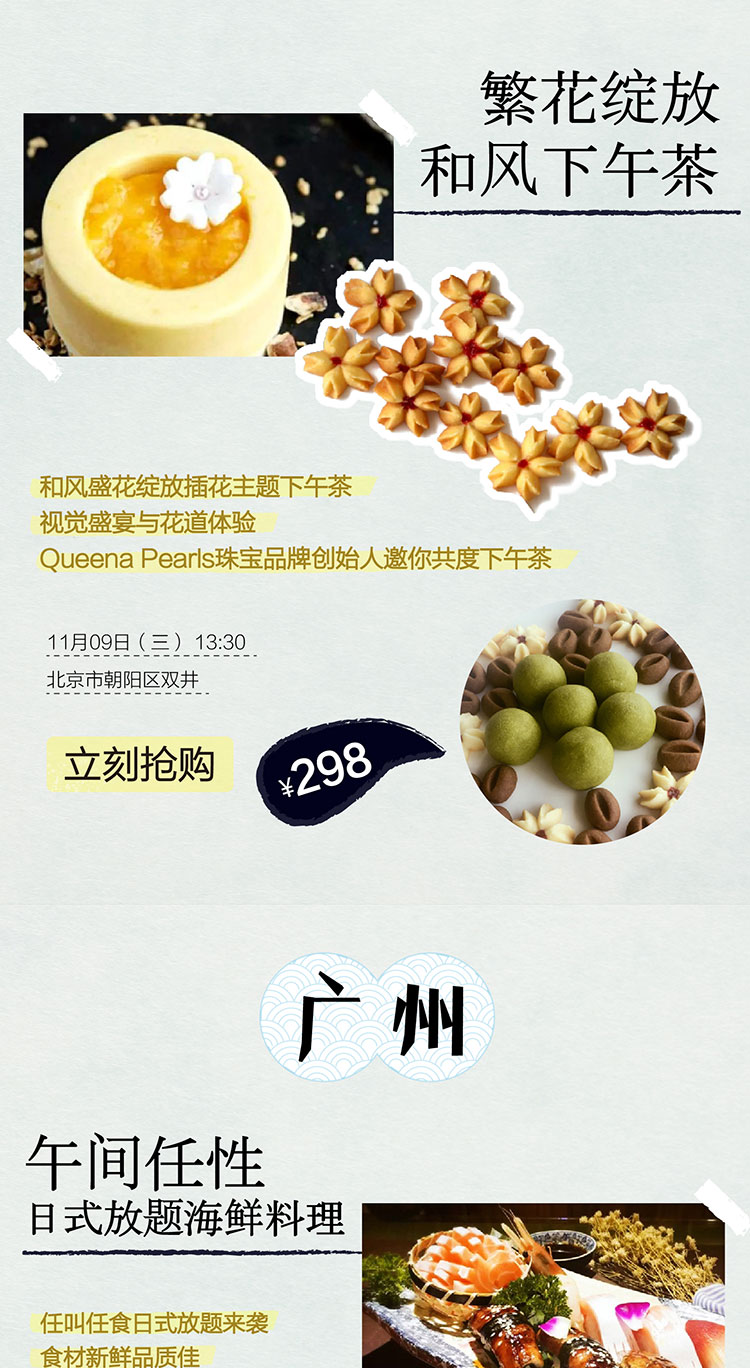 繁花绽放
和风下午茶
和风盛花绽放插花主题下午茶
视觉盛宴与花道体验
Queena Pearls珠宝品牌创始人邀你共度下午茶
11月09日（三） 13:30
北京市朝阳区双井
立刻抢购
¥298
广州
午间任性
日式放题海鲜料理
任叫任食日式放题来袭
食材新鲜品质佳